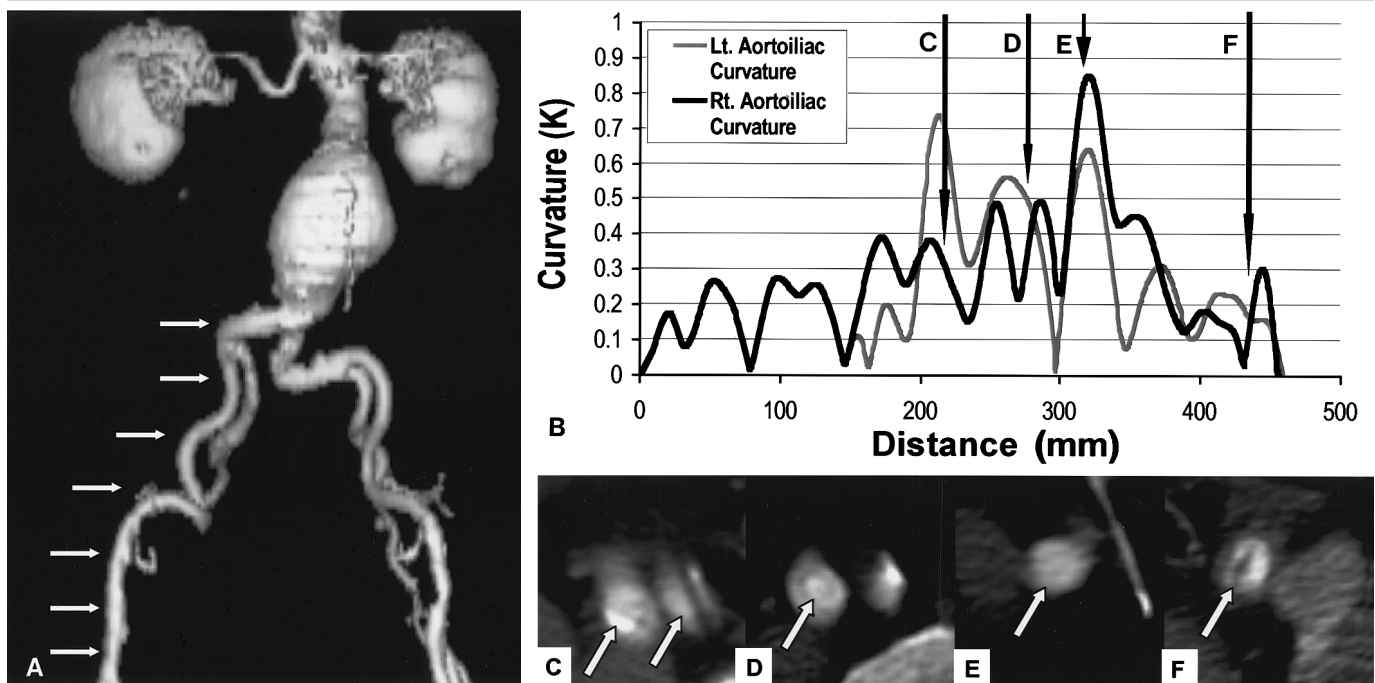 A
1
0.9
0.8
0.7
0.6
0.5
0.4
0.3
0.2
0.1
0
Curvature (K)
Lt. Aortoiliac
Curvature
Rt. Aortoiliac
Curvature
C
D
E
F
0
100
200
300
400
500
B
Distance (mm)
C
D
E
F